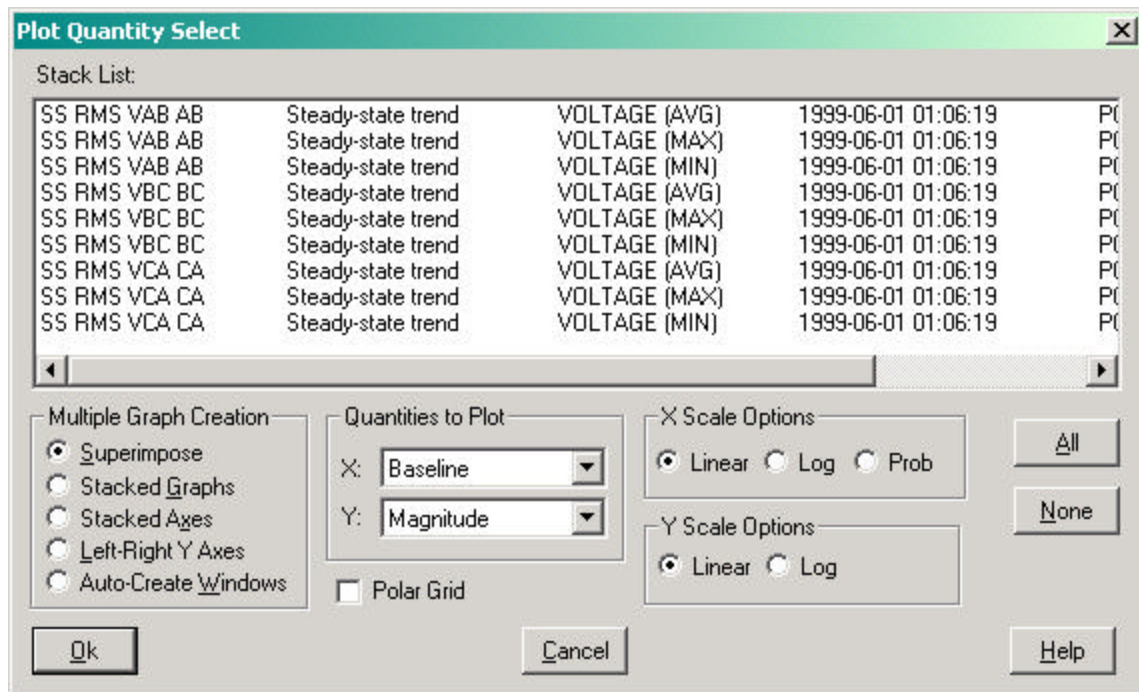 Plot Quantity Select
Stack List:
SS RMS VAB AB Steady-state trend VOLTAGE (AVG) 1999-06-01 01:06:19
SS RMS VAB AB Steady-state trend VOLTAGE (MAX) 1999-06-01 01:06:19
SS RMS VAB AB Steady-state trend VOLTAGE (MIN) 1999-06-01 01:06:19
SS RMS VBC BC Steady-state trend VOLTAGE (AVG) 1999-06-01 01:06:19
SS RMS VBC BC Steady-state trend VOLTAGE (MAX) 1999-06-01 01:06:19
SS RMS VBC BC Steady-state trend VOLTAGE (MIN) 1999-06-01 01:06:19
SS RMS VCA CA Steady-state trend VOLTAGE (AVG) 1999-06-01 01:06:19
SS RMS VCA CA Steady-state trend VOLTAGE (MAX) 1999-06-01 01:06:19
SS RMS VCA CA Steady-state trend VOLTAGE (MIN) 1999-06-01 01:06:19
Multiple Graph Creation
Superimpose
Stacked Graphs
Stacked Axes
Left-Right Y Axes
Auto-Create Windows
Quantities to Plot
X: Baseline
Y: Magnitude
Polar Grid
X Scale Options
Linear Log Prob
Y Scale Options
Linear Log
All
None
Ok
Cancel
Help